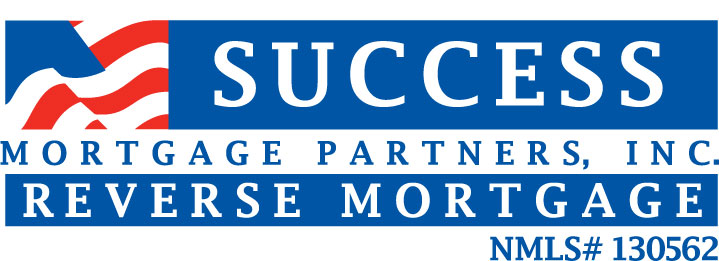 SUCCESS
MORTGAGE PARTNERS, INC.
REVERSE MORTGAGE
NMLS# 130562